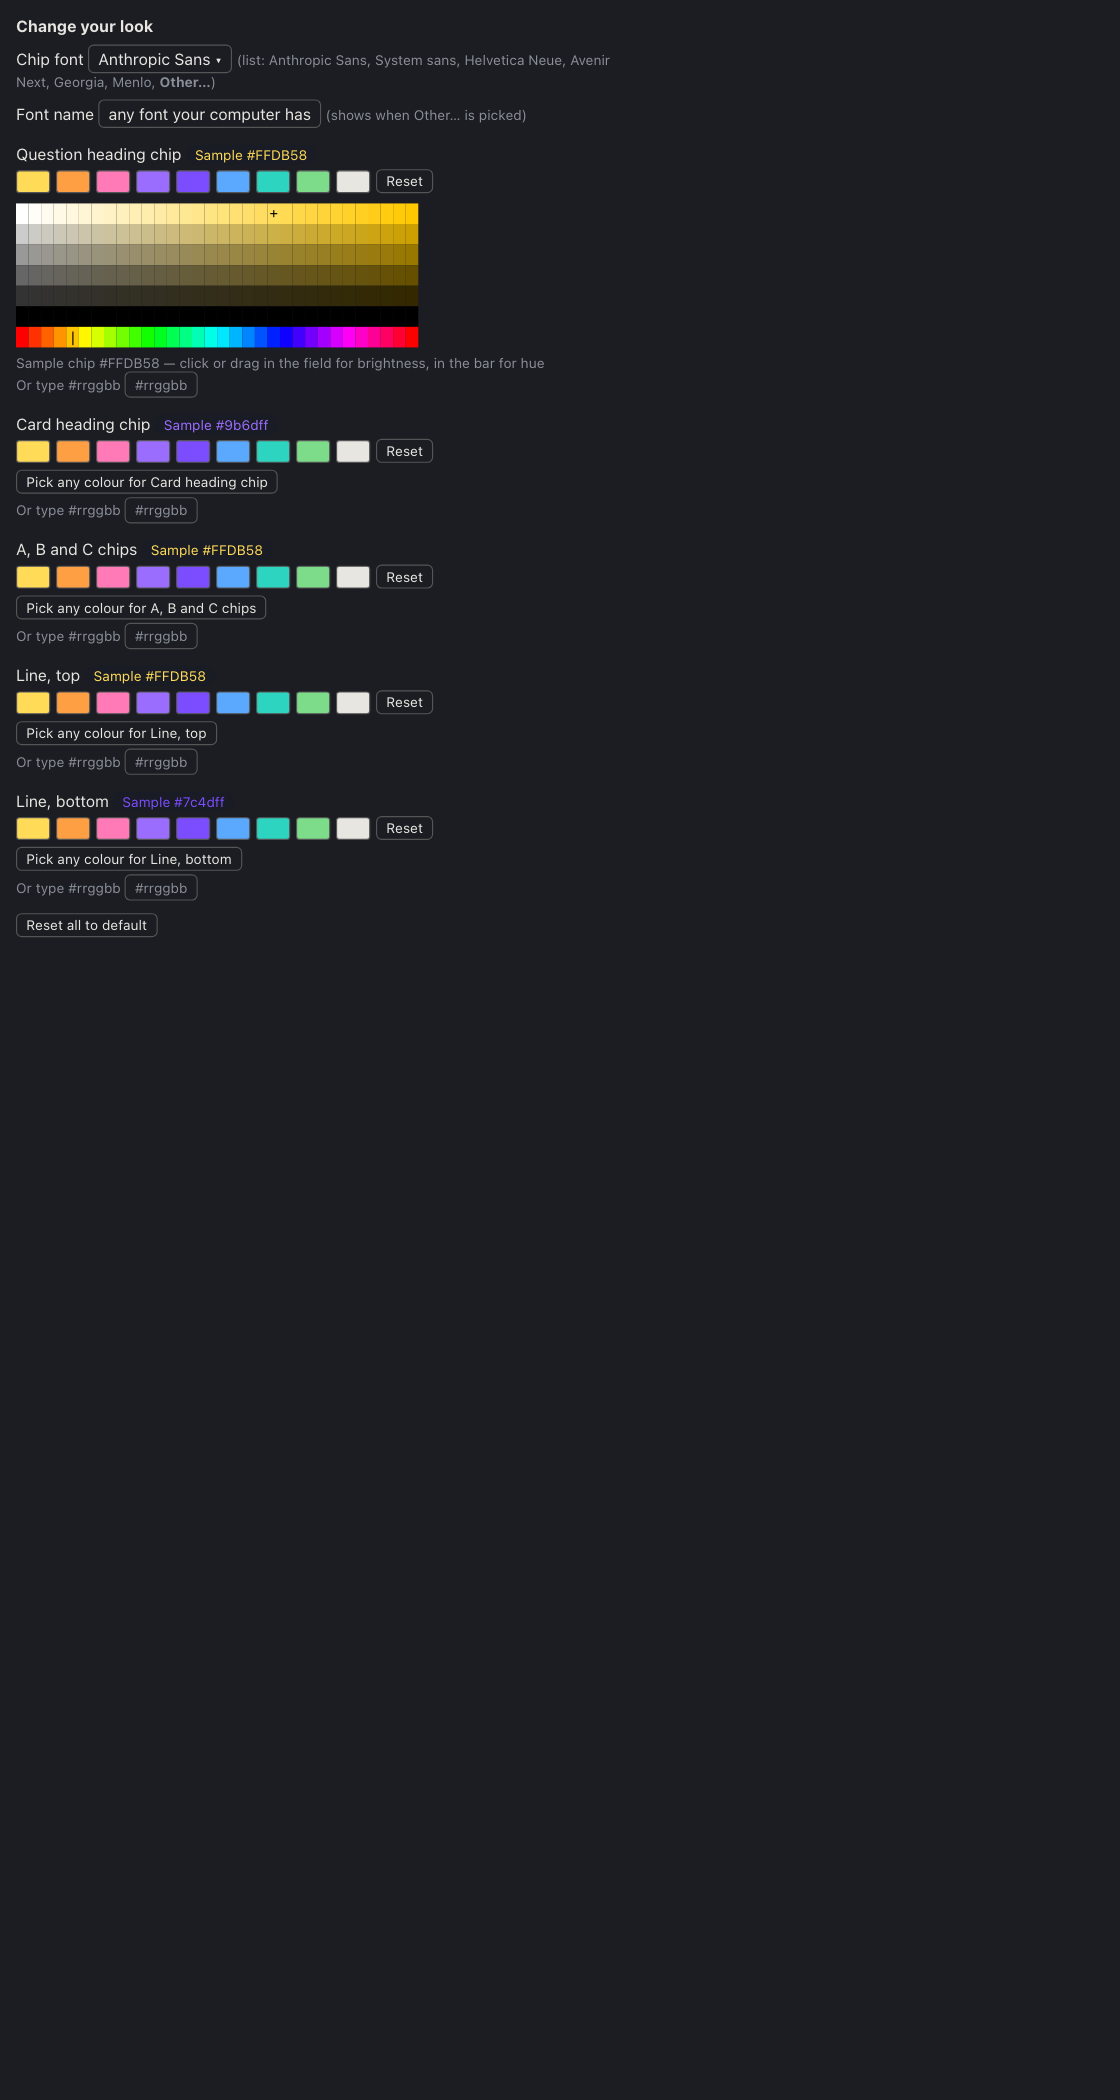 Change your look
Chip font Anthropic Sans ▾ (list: Anthropic Sans, System sans, Helvetica Neue, Avenir
Next, Georgia, Menlo, Other...)
Font name any font your computer has (shows when Other... is picked)
Question heading chip Sample #FFDB58
Reset
+
|
Sample chip #FFDB58 — click or drag in the field for brightness, in the bar for hue
Or type #rrggbb #rrggbb
Card heading chip Sample #9b6dff
Reset
Pick any colour for Card heading chip
Or type #rrggbb #rrggbb
A, B and C chips Sample #FFDB58
Reset
Pick any colour for A, B and C chips
Or type #rrggbb #rrggbb
Line, top Sample #FFDB58
Reset
Pick any colour for Line, top
Or type #rrggbb #rrggbb
Line, bottom Sample #7c4dff
Reset
Pick any colour for Line, bottom
Or type #rrggbb #rrggbb
Reset all to default